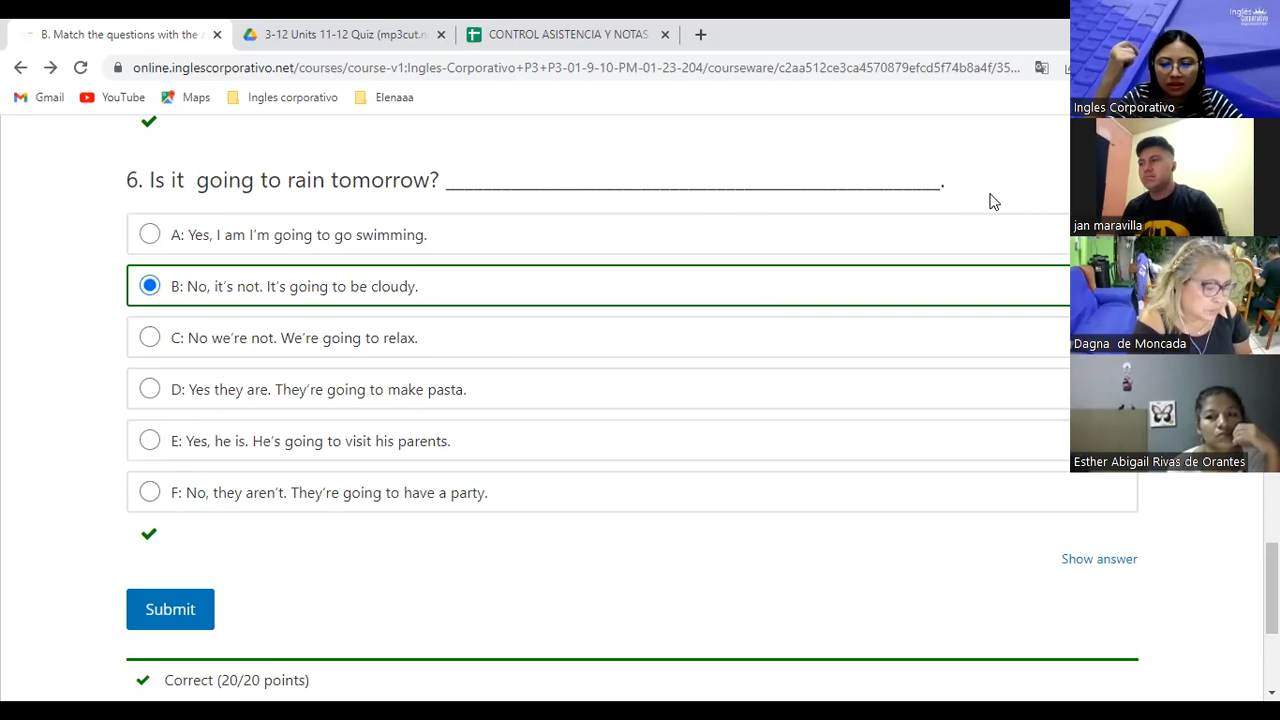 B. Match the questions with the a
3-12 Units 11-12 Quiz (mp3cut.n
CONTROL ASISTENCIA Y NOTAS
online.inglescorporativo.net/courses/course-v1:Ingles-Corporativo+P3+P3-01-9-10-PM-01-23-204/courseware/c2aa512ce3ca4570879efcd5f74b8a4f/35...
Gmail
YouTube
Maps
Ingles corporativo
Elenaaa
6. Is it going to rain tomorrow? ____________________________________________.
A: Yes, I am I'm going to go swimming.
B: No, it's not. It's going to be cloudy.
C: No we're not. We're going to relax.
D: Yes they are. They're going to make pasta.
E: Yes, he is. He's going to visit his parents.
F: No, they aren't. They're going to have a party.
Show answer
Submit
Correct (20/20 points)
Inglés
Corporativo
Ingles Corporativo
jan maravilla
Dagna de Moncada
Esther Abigail Rivas de Orantes